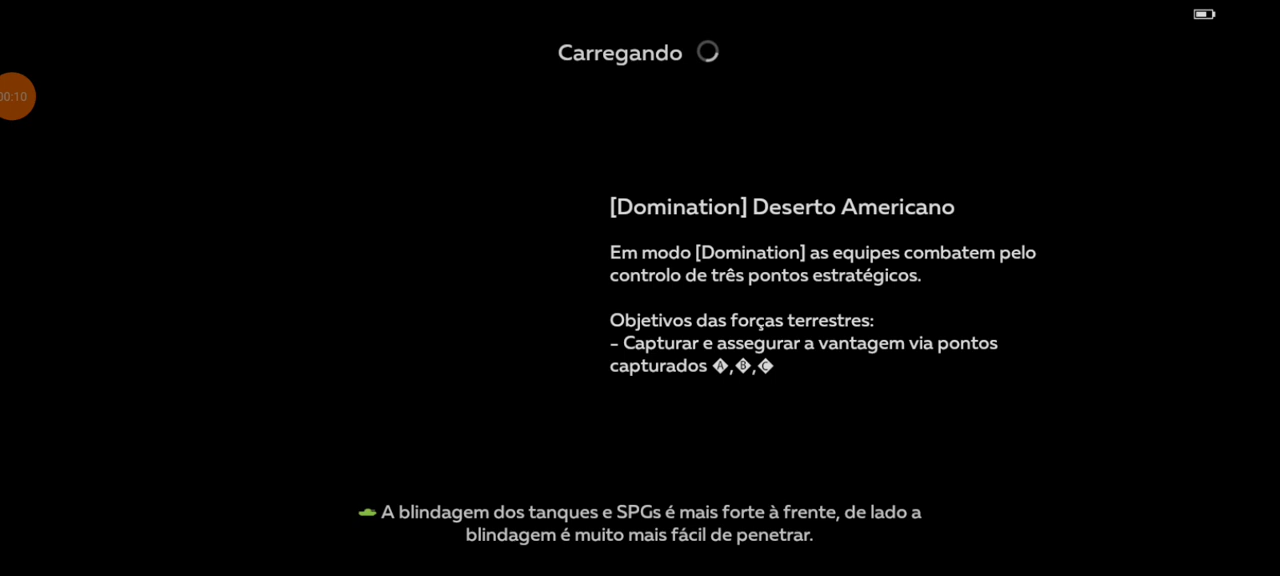 Carregando
00:10
[Domination] Deserto Americano
Em modo [Domination] as equipes combatem pelo
controlo de três pontos estratégicos.
Objetivos das forças terrestres:
- Capturar e assegurar a vantagem via pontos
capturados A,B,C
A blindagem dos tanques e SPGs é mais forte à frente, de lado a
blindagem é muito mais fácil de penetrar.